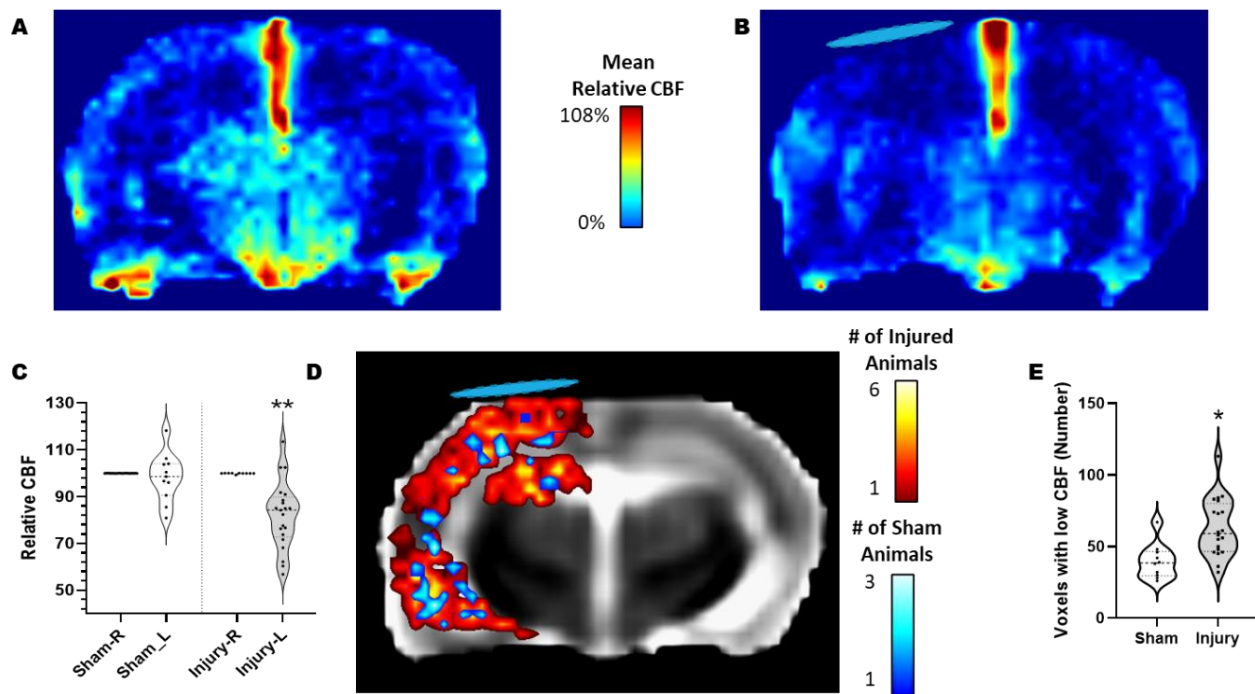 A
B
Mean
Relative CBF
108%
0%
C
130
110
90
70
50
Relative CBF
**
Sham-R
Sham_L
Injury-R
Injury-L
D
# of Injured
Animals
6
1
# of Sham
Animals
3
1
E
Voxels with low CBF (Number)
150
100
50
0
*
Sham
Injury